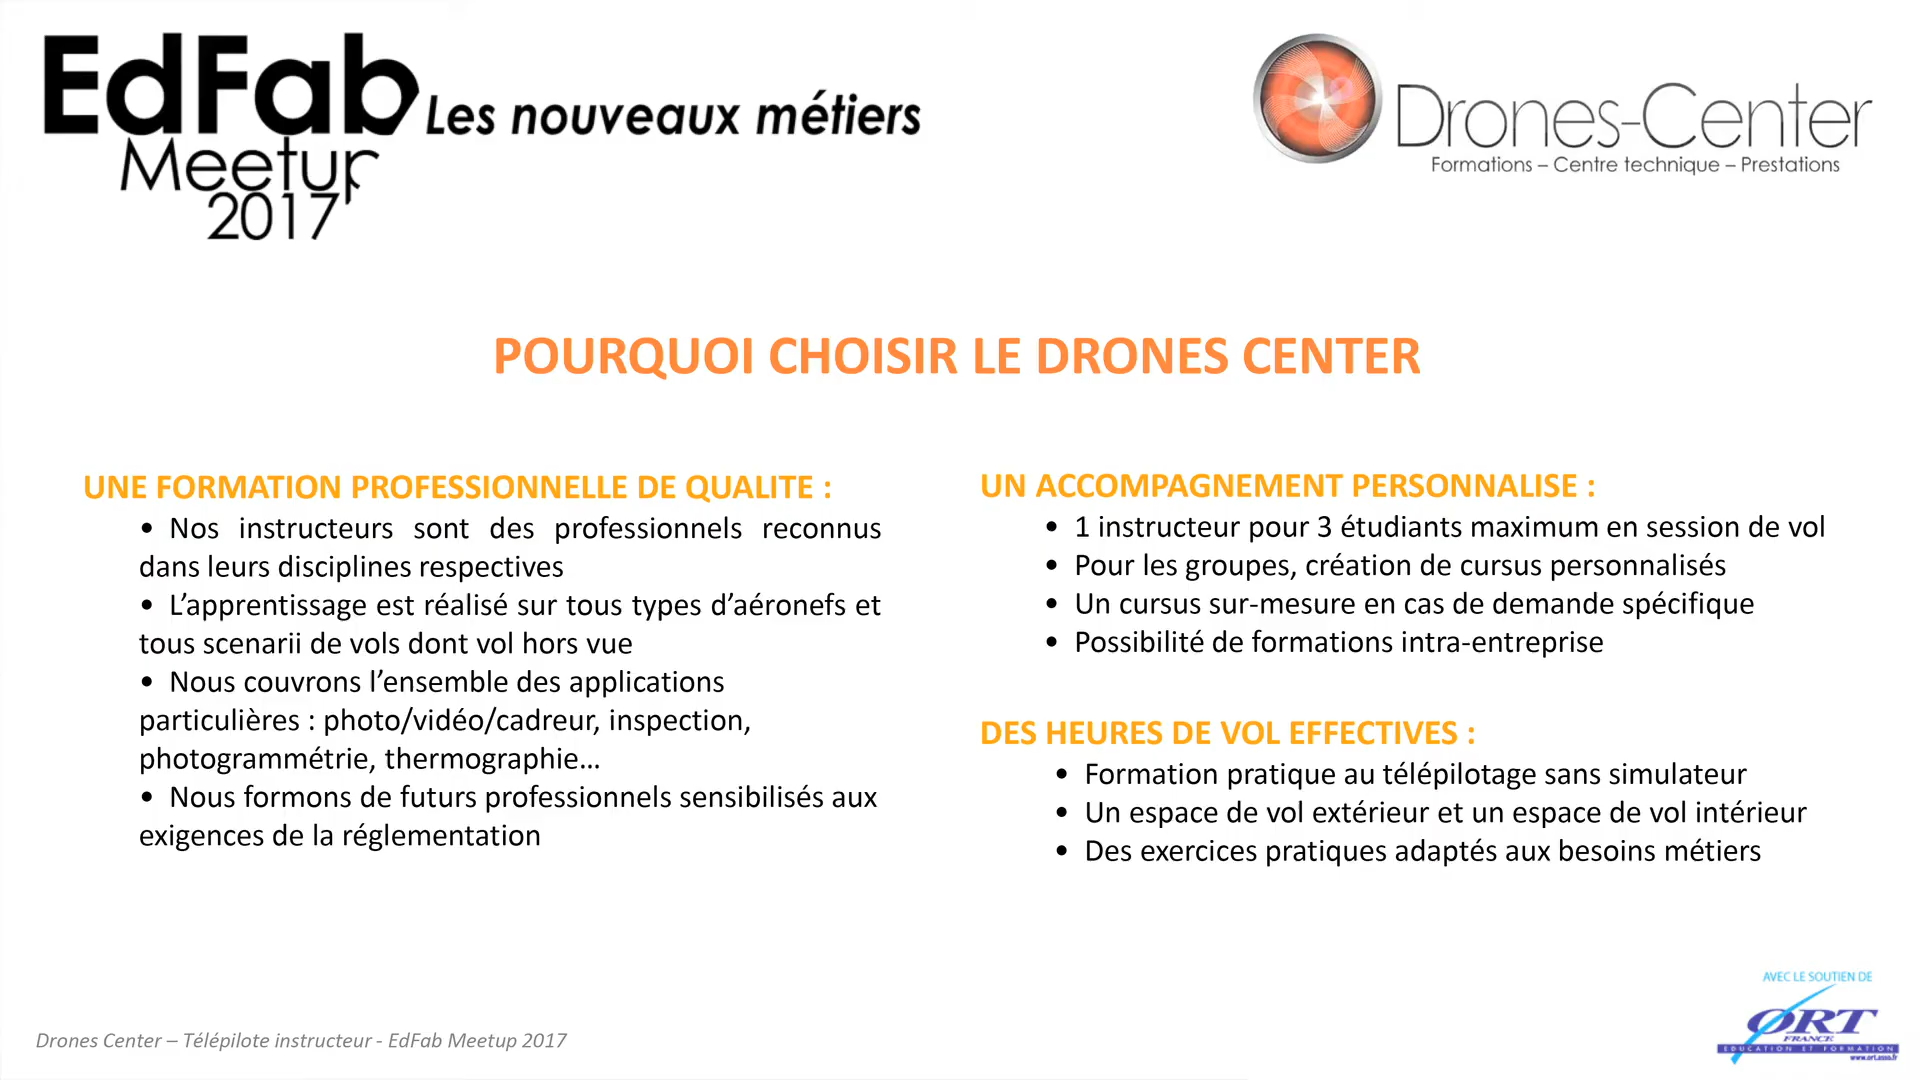 EdFab
Les nouveaux métiers
Meetup
2017
Drones-Center
Formations – Centre technique – Prestations
POURQUOI CHOISIR LE DRONES CENTER
UNE FORMATION PROFESSIONNELLE DE QUALITE :
• Nos instructeurs sont des professionnels reconnus
dans leurs disciplines respectives
• L’apprentissage est réalisé sur tous types d’aéronefs et
tous scenarii de vols dont vol hors vue
• Nous couvrons l’ensemble des applications
particulières : photo/vidéo/cadreur, inspection,
photogrammétrie, thermographie…
• Nous formons de futurs professionnels sensibilisés aux
exigences de la réglementation
UN ACCOMPAGNEMENT PERSONNALISE :
• 1 instructeur pour 3 étudiants maximum en session de vol
• Pour les groupes, création de cursus personnalisés
• Un cursus sur-mesure en cas de demande spécifique
• Possibilité de formations intra-entreprise
DES HEURES DE VOL EFFECTIVES :
• Formation pratique au télépilotage sans simulateur
• Un espace de vol extérieur et un espace de vol intérieur
• Des exercices pratiques adaptés aux besoins métiers
AVEC LE SOUTIEN DE
ORT
FRANCE
EDUCATION ET FORMATION
www.ort.asso.fr
Drones Center – Télépilote instructeur - EdFab Meetup 2017